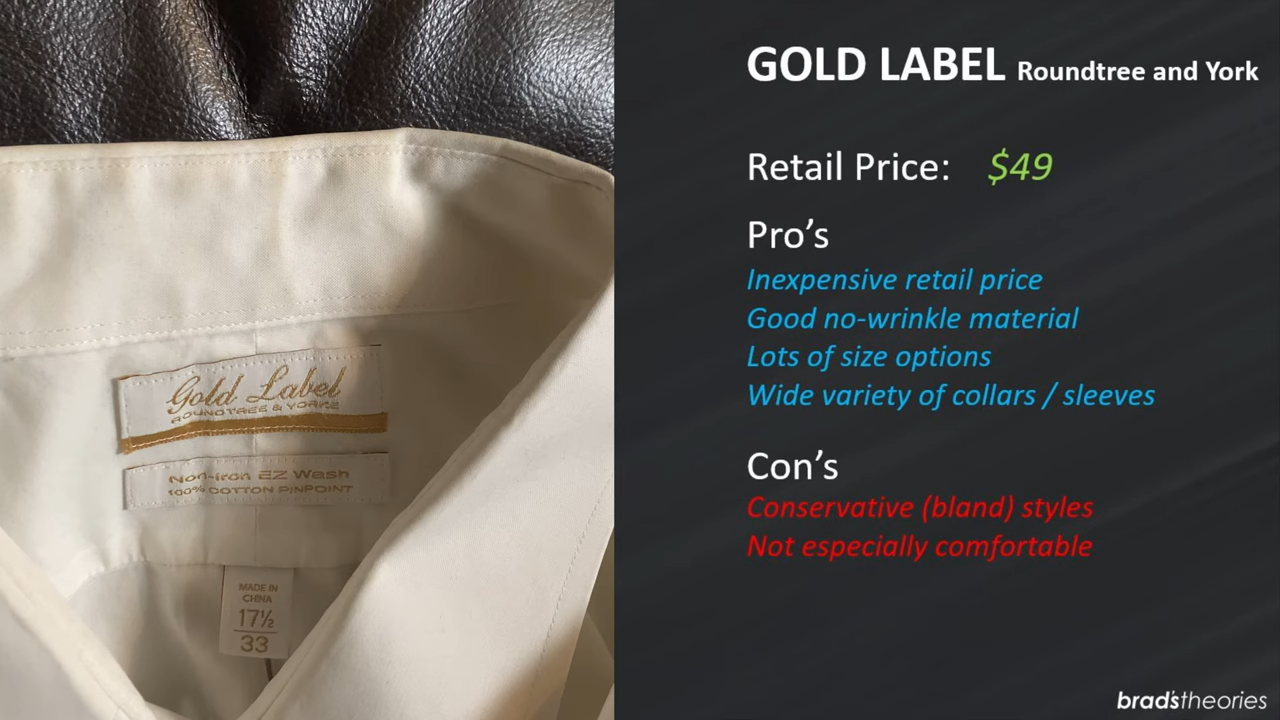 GOLD LABEL Roundtree and York
Retail Price: $49
Pro’s
Inexpensive retail price
Good no-wrinkle material
Lots of size options
Wide variety of collars / sleeves
Con’s
Conservative (bland) styles
Not especially comfortable
brad'stheories
Gold Label
ROUNDTREE & YORKE
Non-Iron EZ Wash
100% COTTON PINPOINT
MADE IN
CHINA
17½
33